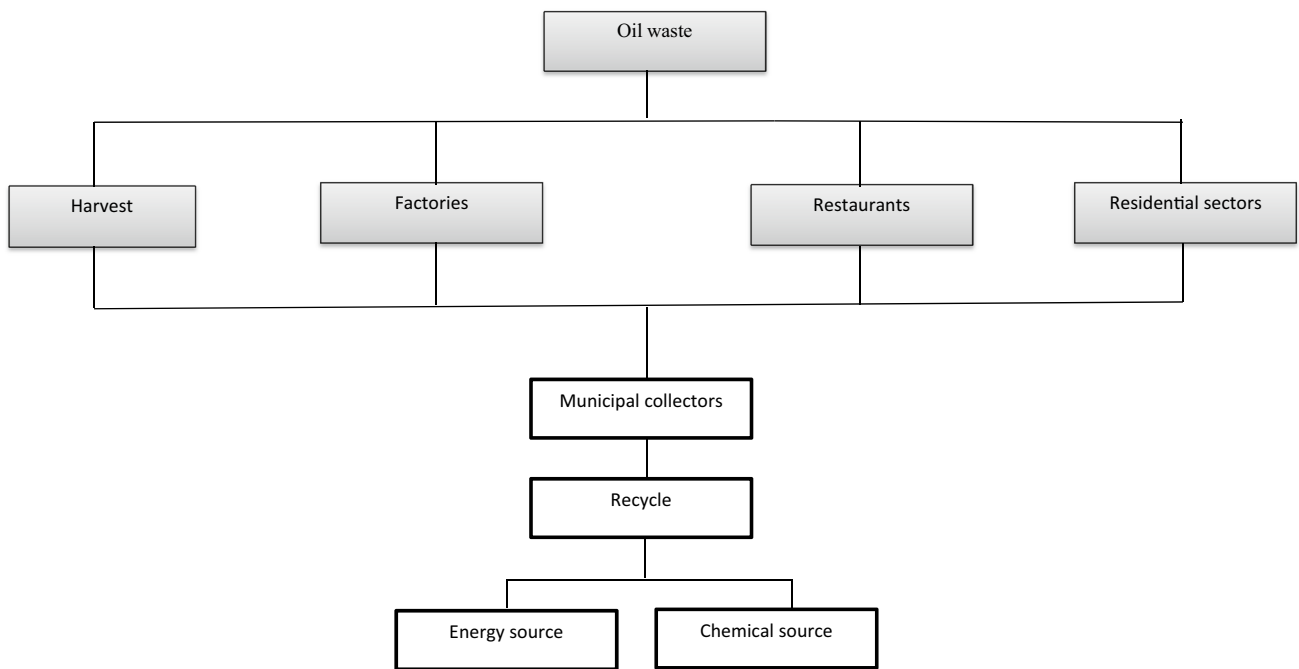 Oil waste
Harvest
Factories
Restaurants
Residential sectors
Municipal collectors
Recycle
Energy source
Chemical source